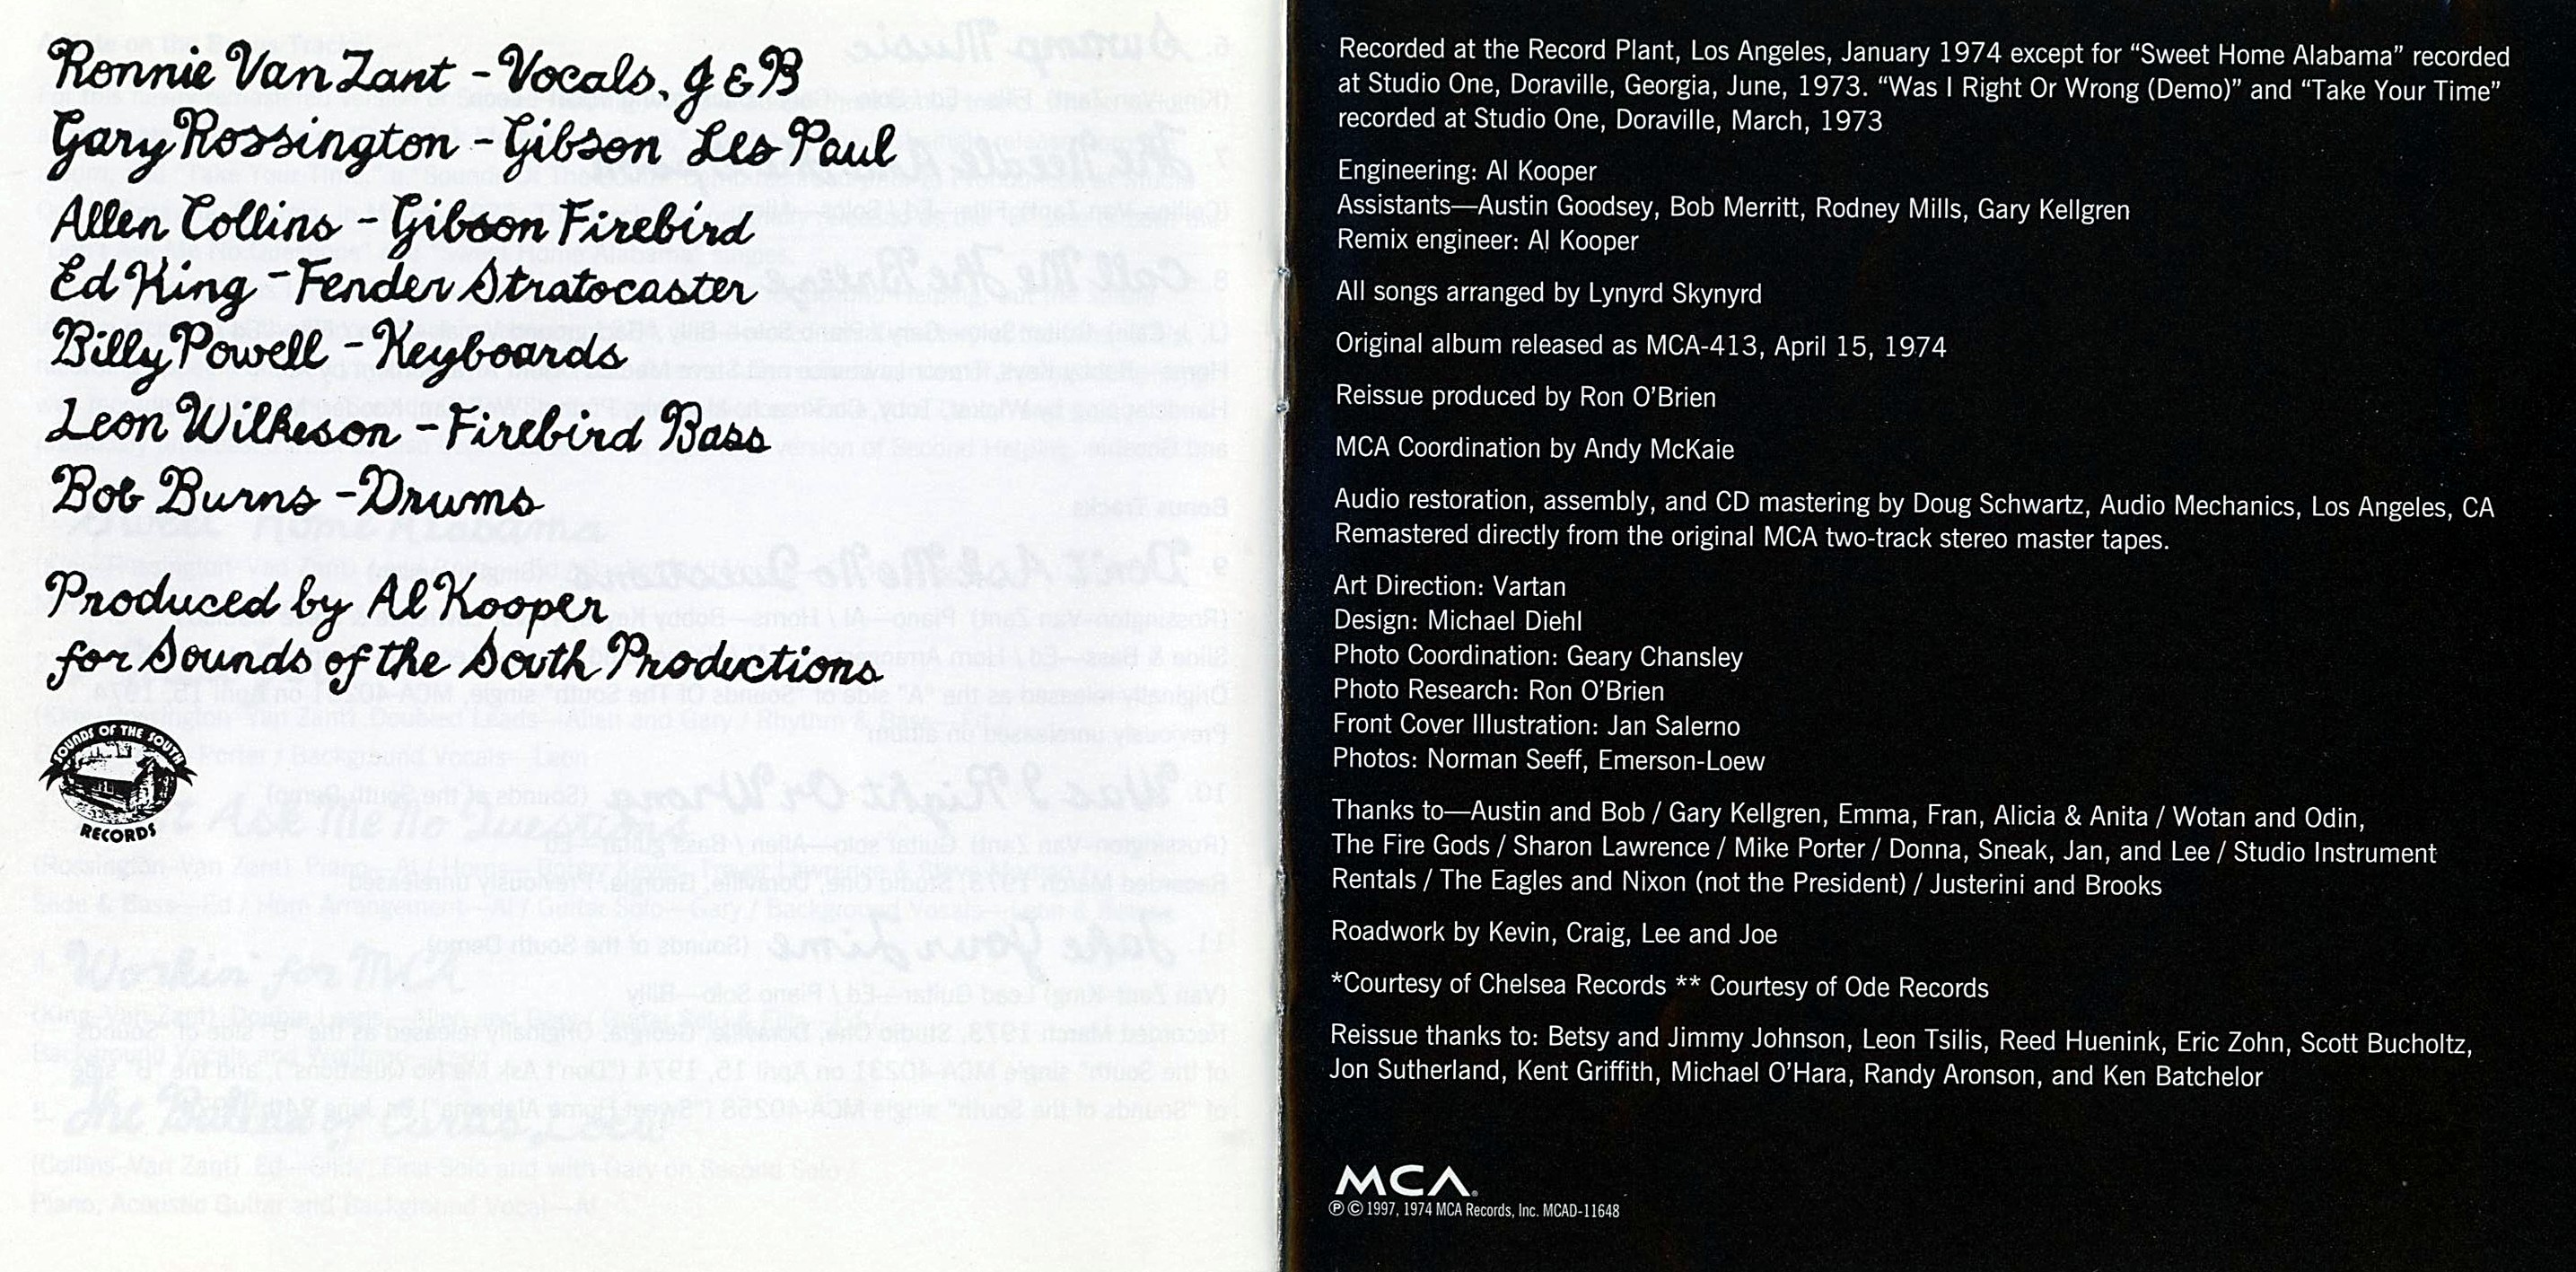 Ronnie Van Zant - Vocals, J & B
Gary Rossington - Gibson Les Paul
Allen Collins - Gibson Firebird
Ed King - Fender Stratocaster
Billy Powell - Keyboards
Leon Wilkeson - Firebird Bass
Bob Burns - Drums
Produced by Al Kooper
for Sounds of the South Productions
SOUNDS OF THE SOUTH
RECORDS
Recorded at the Record Plant, Los Angeles, January 1974 except for “Sweet Home Alabama” recorded
at Studio One, Doraville, Georgia, June, 1973. “Was I Right Or Wrong (Demo)” and “Take Your Time”
recorded at Studio One, Doraville, March, 1973
Engineering: Al Kooper
Assistants—Austin Goodsey, Bob Merritt, Rodney Mills, Gary Kellgren
Remix engineer: Al Kooper
All songs arranged by Lynyrd Skynyrd
Original album released as MCA-413, April 15, 1974
Reissue produced by Ron O’Brien
MCA Coordination by Andy McKaie
Audio restoration, assembly, and CD mastering by Doug Schwartz, Audio Mechanics, Los Angeles, CA
Remastered directly from the original MCA two-track stereo master tapes.
Art Direction: Vartan
Design: Michael Diehl
Photo Coordination: Geary Chansley
Photo Research: Ron O’Brien
Front Cover Illustration: Jan Salerno
Photos: Norman Seeff, Emerson-Loew
Thanks to—Austin and Bob / Gary Kellgren, Emma, Fran, Alicia & Anita / Wotan and Odin,
The Fire Gods / Sharon Lawrence / Mike Porter / Donna, Sneak, Jan, and Lee / Studio Instrument
Rentals / The Eagles and Nixon (not the President) / Justerini and Brooks
Roadwork by Kevin, Craig, Lee and Joe
*Courtesy of Chelsea Records ** Courtesy of Ode Records
Reissue thanks to: Betsy and Jimmy Johnson, Leon Tsilis, Reed Huenink, Eric Zohn, Scott Bucholtz,
Jon Sutherland, Kent Griffith, Michael O’Hara, Randy Aronson, and Ken Batchelor
MCA®
℗ © 1997, 1974 MCA Records, Inc. MCAD-11648